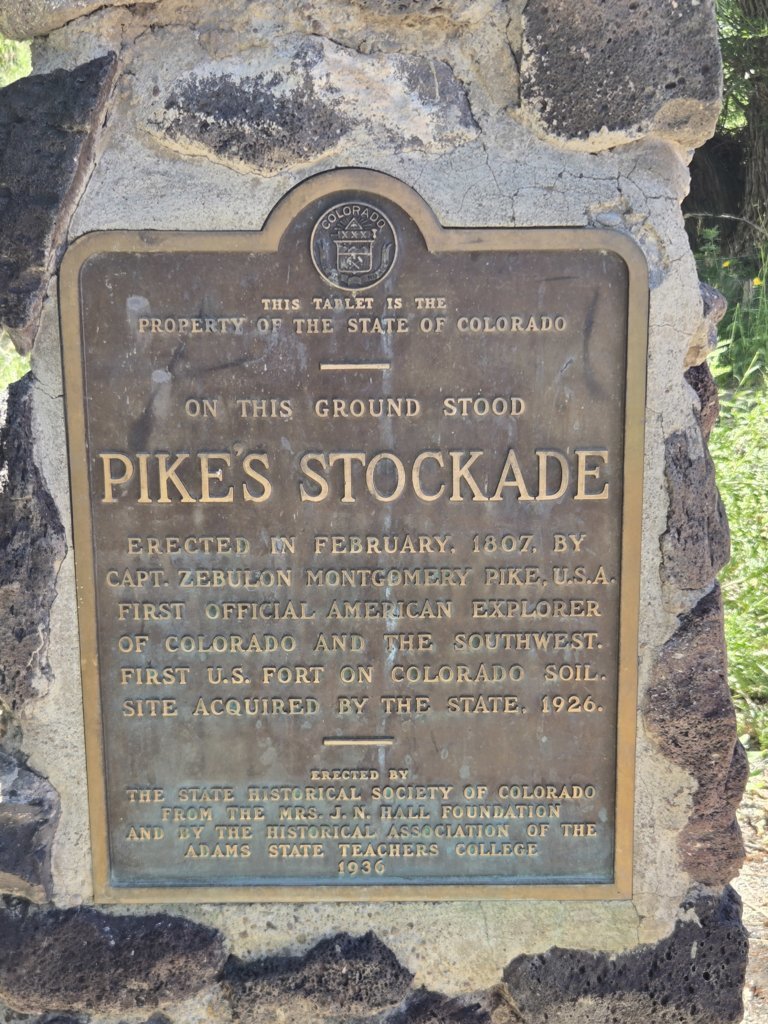 COLORADO
THIS TABLET IS THE
PROPERTY OF THE STATE OF COLORADO
ON THIS GROUND STOOD
PIKE'S STOCKADE
ERECTED IN FEBRUARY, 1807, BY
CAPT. ZEBULON MONTGOMERY PIKE, U.S.A.
FIRST OFFICIAL AMERICAN EXPLORER
OF COLORADO AND THE SOUTHWEST.
FIRST U.S. FORT ON COLORADO SOIL.
SITE ACQUIRED BY THE STATE, 1926.
ERECTED BY
THE STATE HISTORICAL SOCIETY OF COLORADO
FROM THE MRS. J. N. HALL FOUNDATION
AND BY THE HISTORICAL ASSOCIATION OF THE
ADAMS STATE TEACHERS COLLEGE
1936